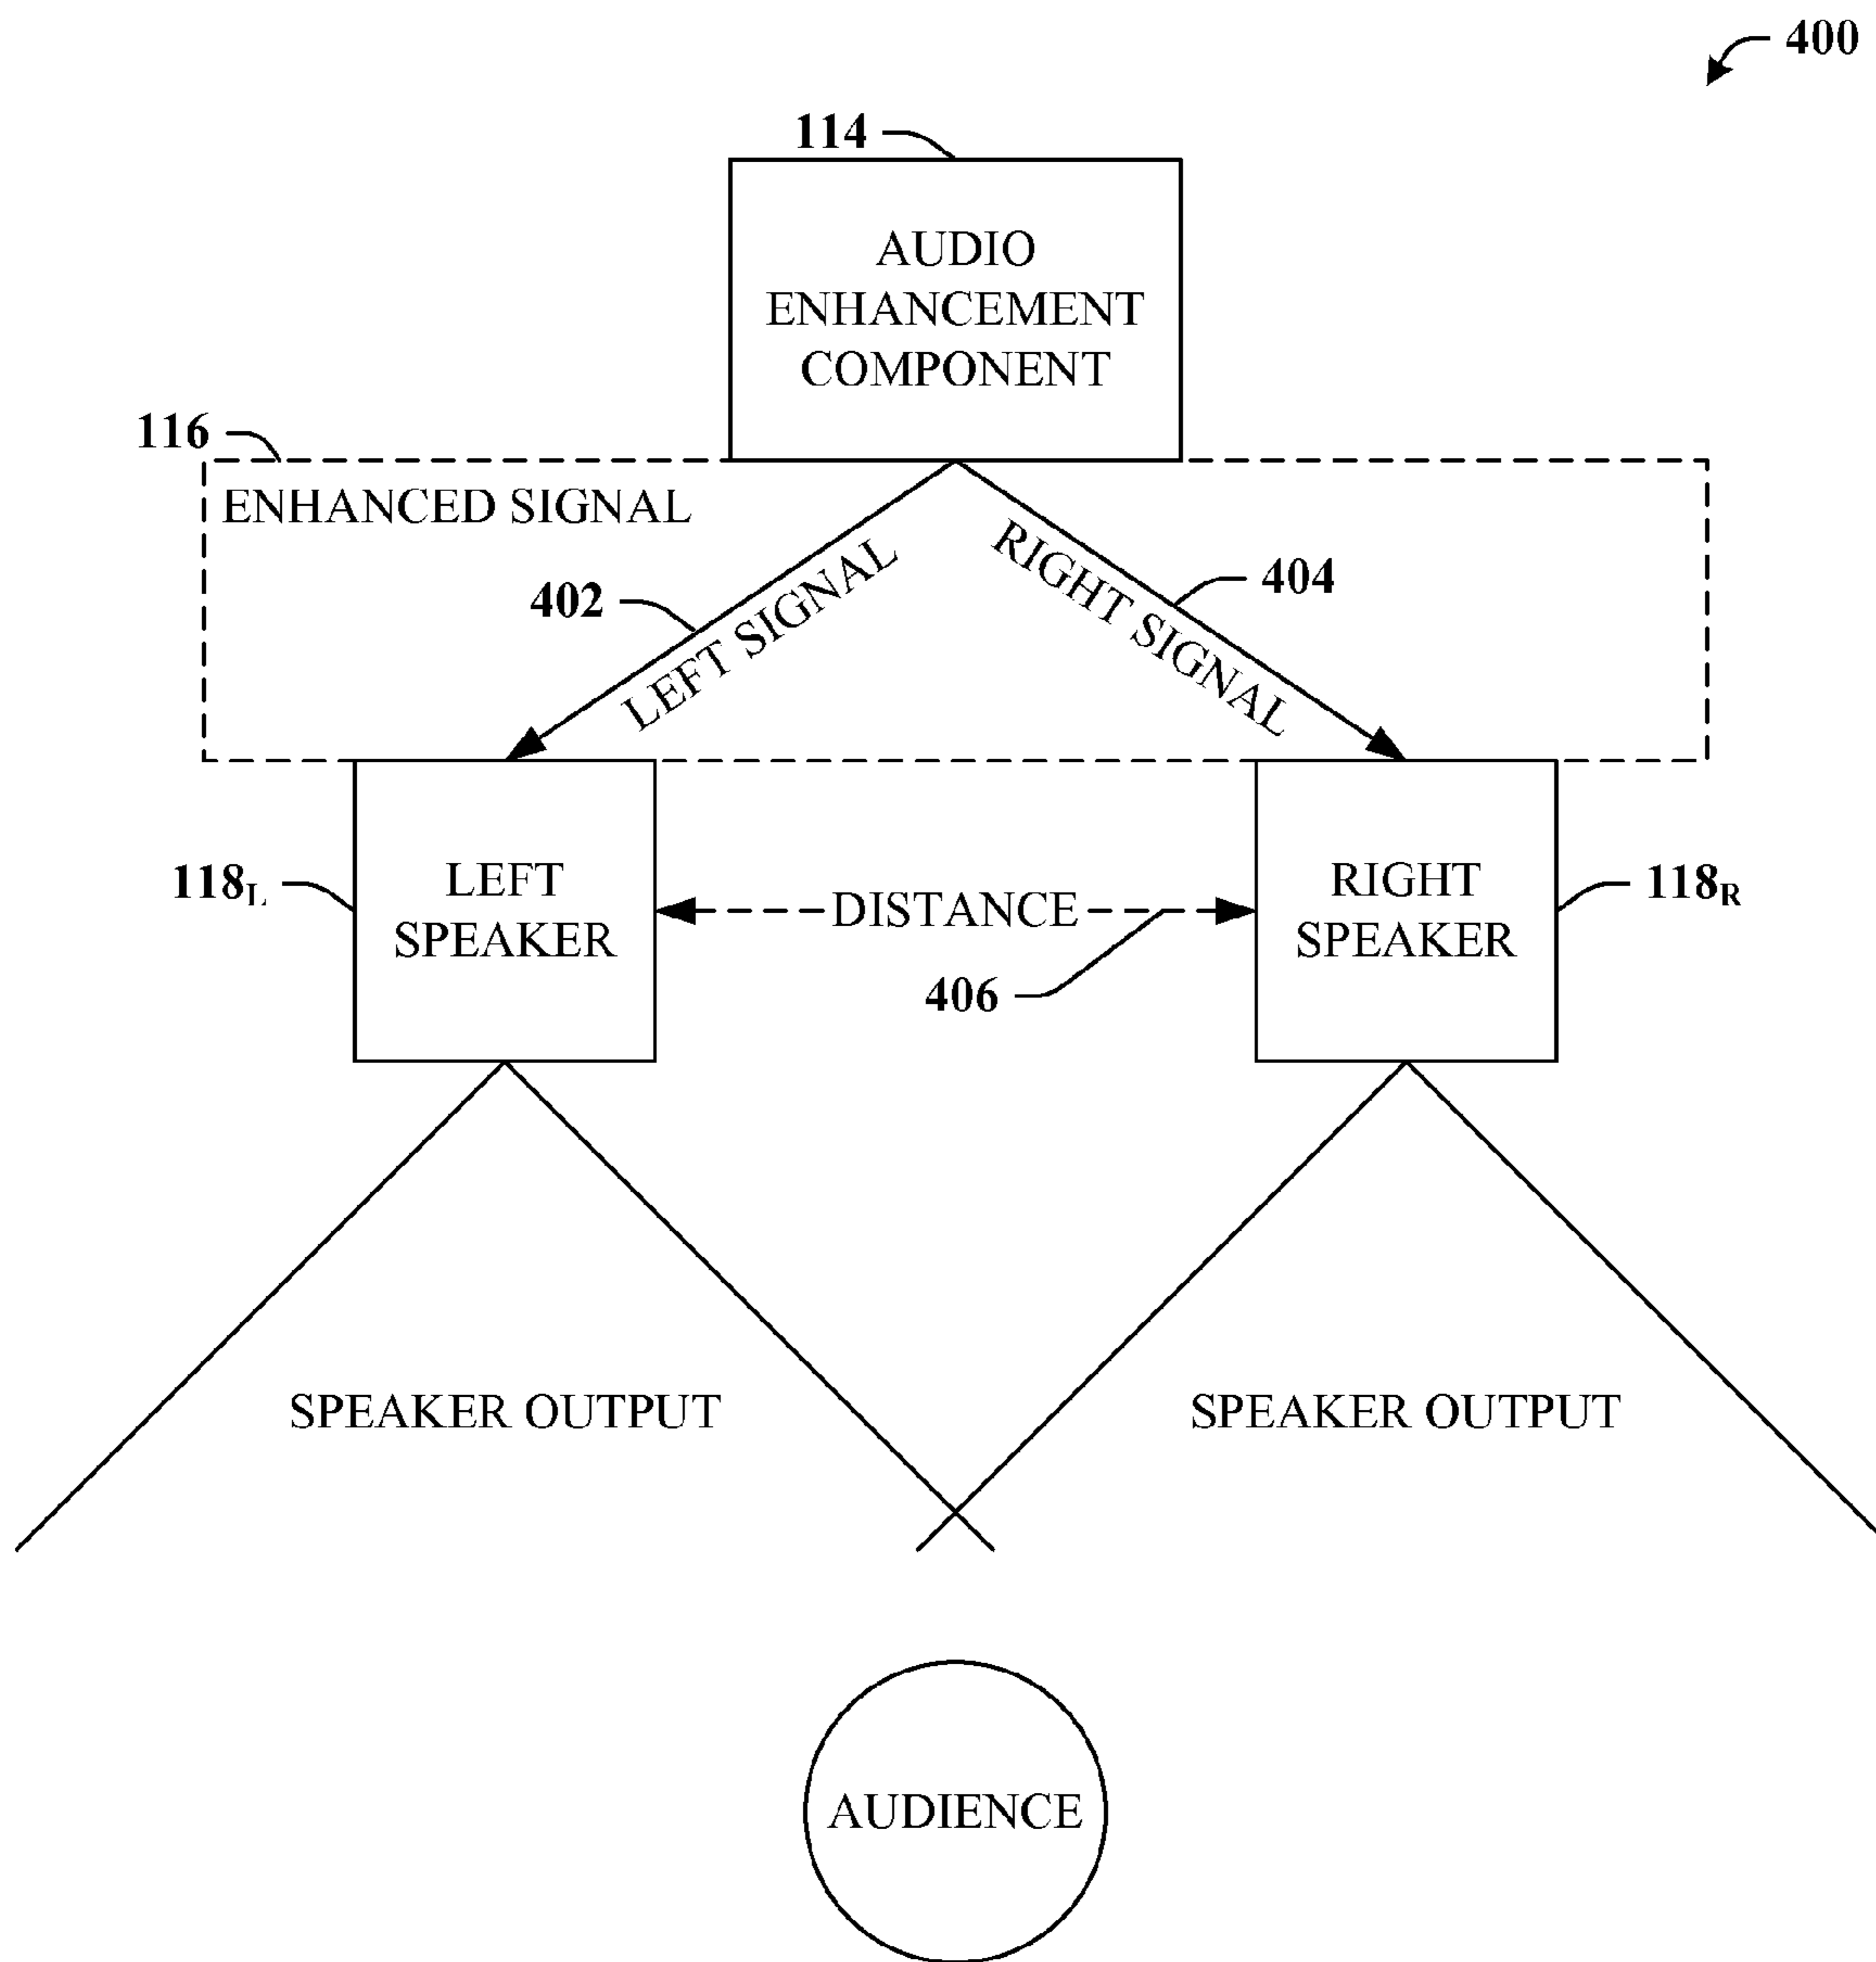 400
114
AUDIO
ENHANCEMENT
COMPONENT
116
ENHANCED SIGNAL
402
LEFT SIGNAL
RIGHT SIGNAL
404
118L
LEFT
SPEAKER
DISTANCE
406
RIGHT
SPEAKER
118R
SPEAKER OUTPUT
SPEAKER OUTPUT
AUDIENCE